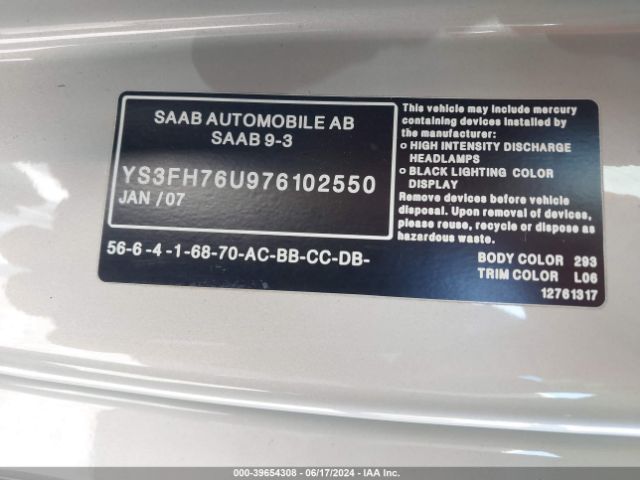 SAAB AUTOMOBILE AB
SAAB 9-3
YS3FH76U976102550
JAN /07
56-6 -4 -1-68-70-AC-BB-CC-DB-
This vehicle may include mercury
containing devices installed by
the manufacturer:
o HIGH INTENSITY DISCHARGE
HEADLAMPS
o BLACK LIGHTING COLOR
DISPLAY
Remove devices before vehicle
disposal. Upon removal of devices,
please reuse, recycle or dispose as
hazardous waste.
BODY COLOR 293
TRIM COLOR L06
12761317
000-39654308 - 06/17/2024 - IAA Inc.